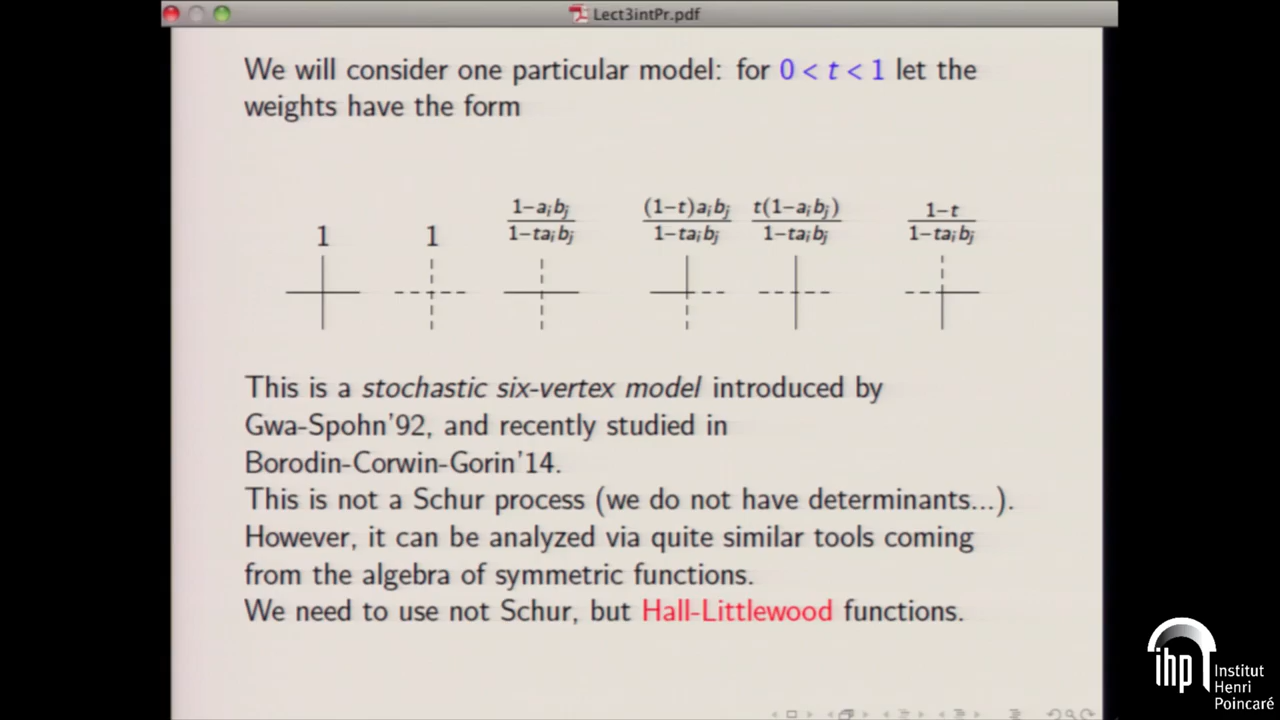 Lect3intPr.pdf
We will consider one particular model: for 0 < t < 1 let the
weights have the form
1 1 \frac{1-a_ib_j}{1-ta_ib_j} \frac{(1-t)a_ib_j}{1-ta_ib_j} \frac{t(1-a_ib_j)}{1-ta_ib_j} \frac{1-t}{1-ta_ib_j}
This is a stochastic six-vertex model introduced by
Gwa-Spohn'92, and recently studied in
Borodin-Corwin-Gorin'14.
This is not a Schur process (we do not have determinants...).
However, it can be analyzed via quite similar tools coming
from the algebra of symmetric functions.
We need to use not Schur, but Hall-Littlewood functions.
ihp Institut
Henri
Poincaré